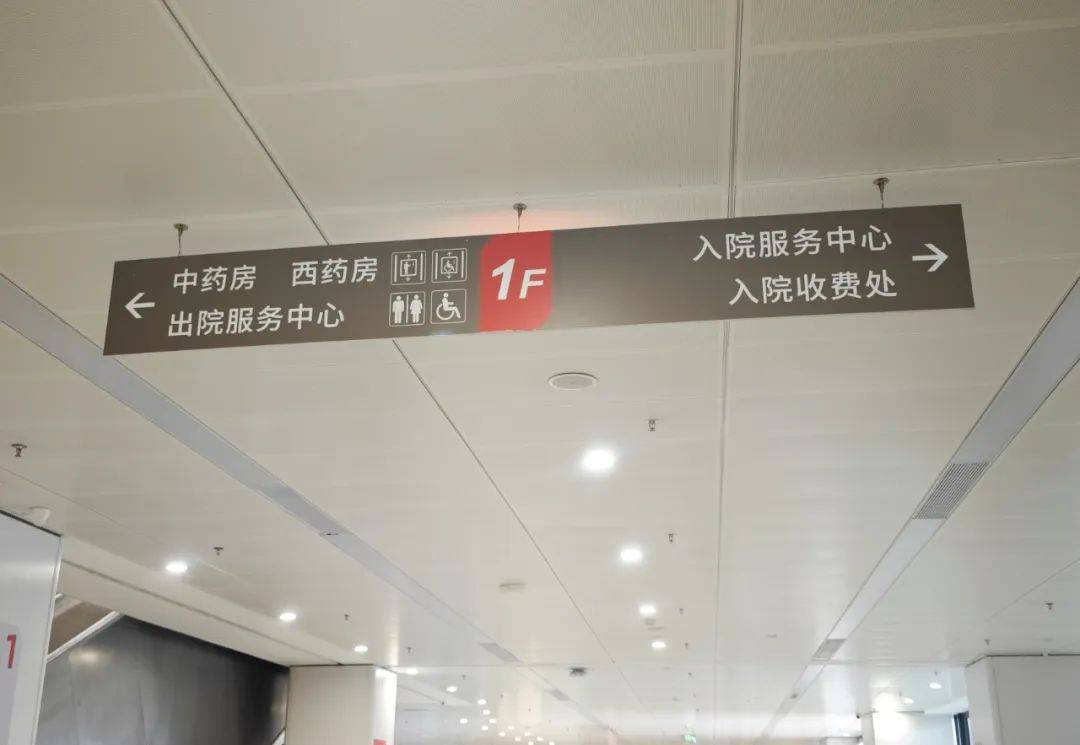 中药房 西药房
出院服务中心
1F
入院服务中心
入院收费处
1